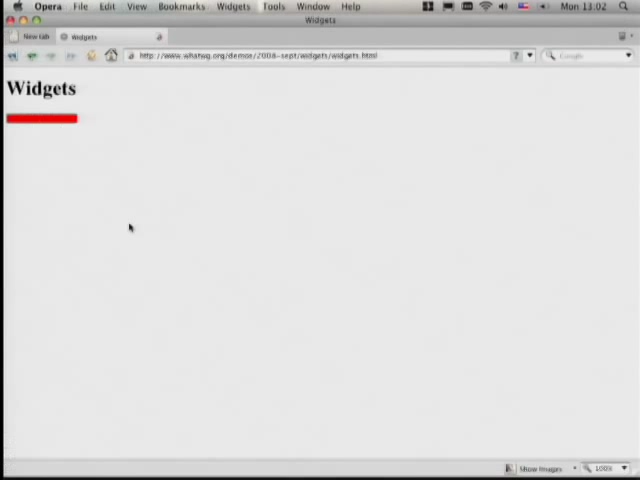 Opera File Edit View Bookmarks Widgets Tools Window Help Mon 13:02
Widgets
New tab Widgets
http://www.whatwg.org/demos/2008-sept/widgets/widgets.html ? Google
Widgets
Show images 100%